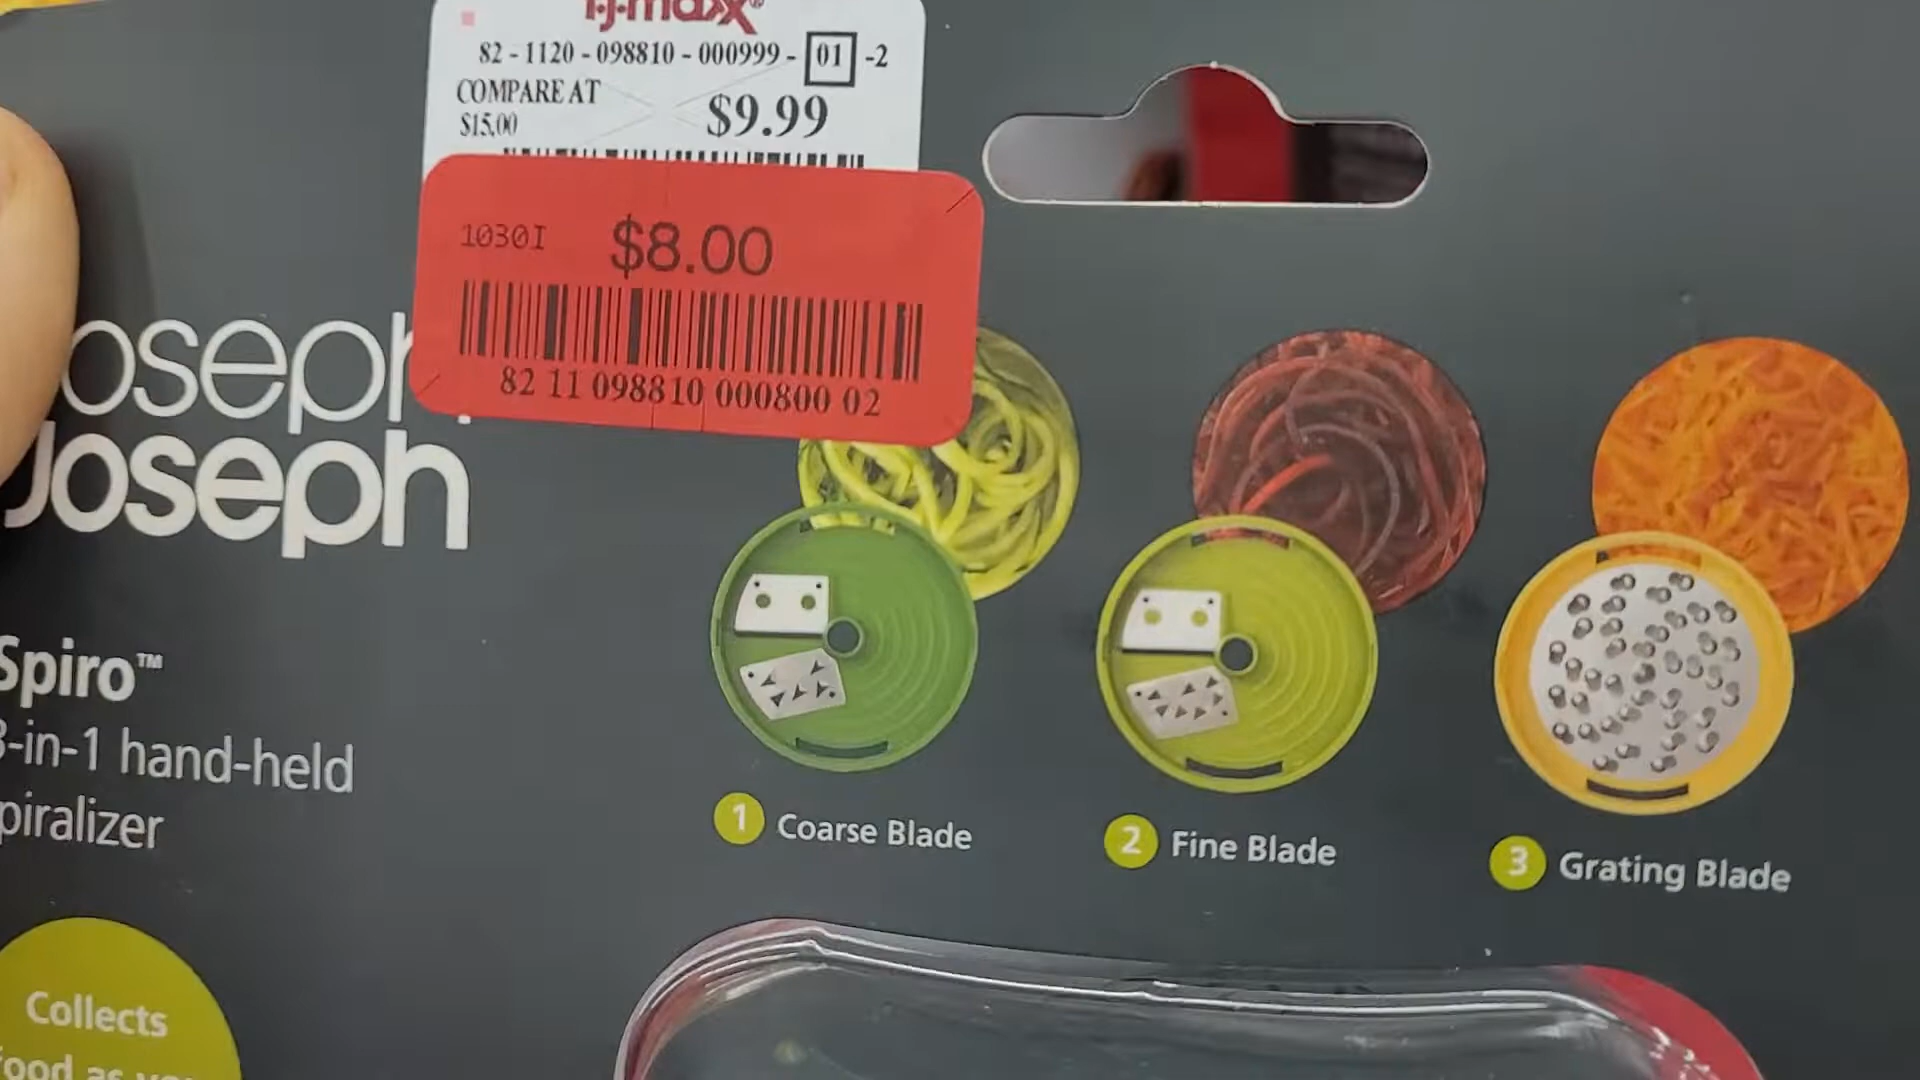 T.J.maxx®
82 - 1120 - 098810 - 000999 - 01 -2
COMPARE AT
$15.00
$9.99
1030I
$8.00
82 11 098810 000800 02
oseph
Joseph
Spiro™
3-in-1 hand-held
piralizer
1 Coarse Blade
2 Fine Blade
3 Grating Blade
Collects
food as you